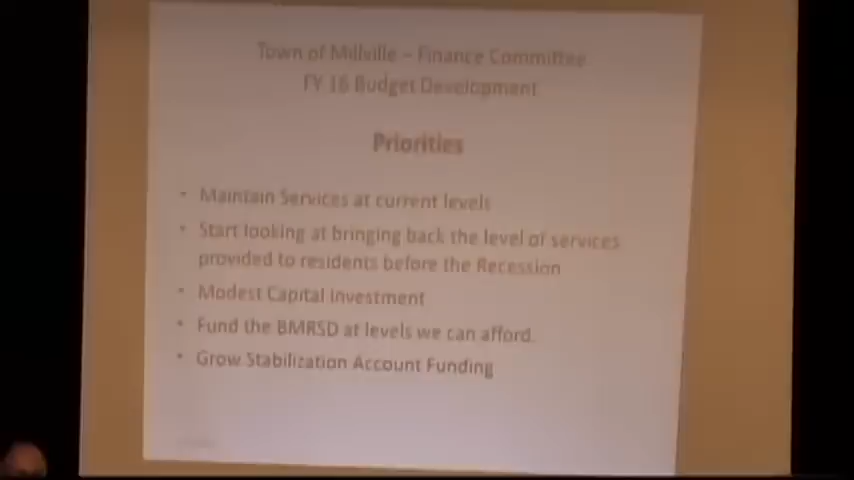 Town of Millville – Finance Committee
FY 16 Budget Development
Priorities
• Maintain Services at current levels
• Start looking at bringing back the level of services
provided to residents before the Recession
• Modest Capital Investment
• Fund the BMRSD at levels we can afford.
• Grow Stabilization Account Funding